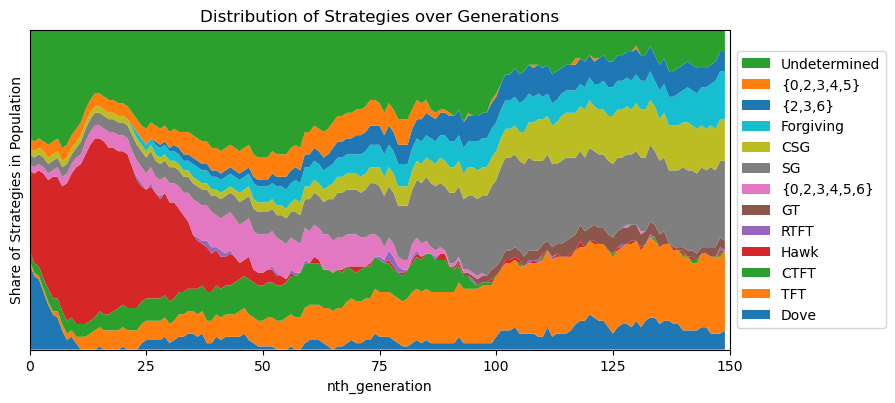 Distribution of Strategies over Generations
Share of Strategies in Population
Undetermined
{0,2,3,4,5}
{2,3,6}
Forgiving
CSG
SG
{0,2,3,4,5,6}
GT
RTFT
Hawk
CTFT
TFT
Dove
0 25 50 75 100 125 150
nth_generation